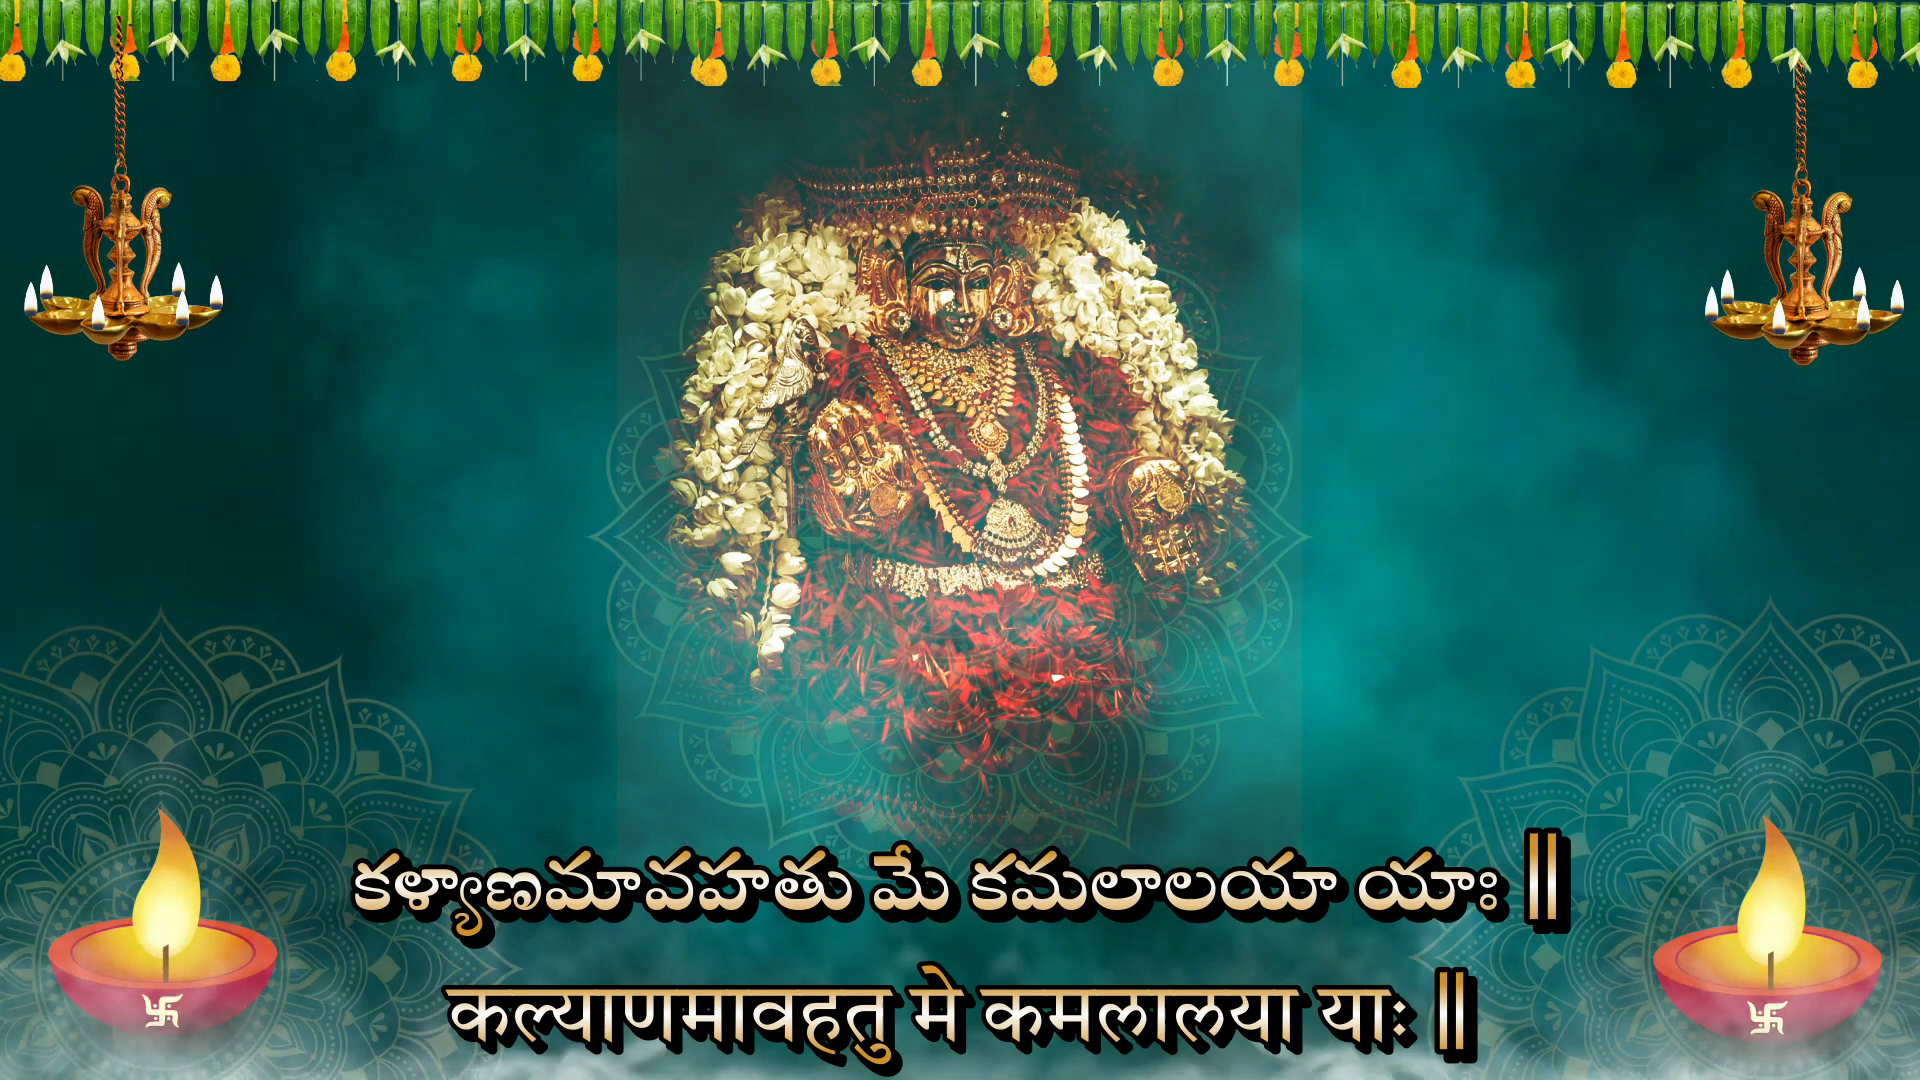 కళ్యాణమావహతు మే కమలాలయా యాః ॥
कल्याणमावहतु मे कमलालया याः ॥